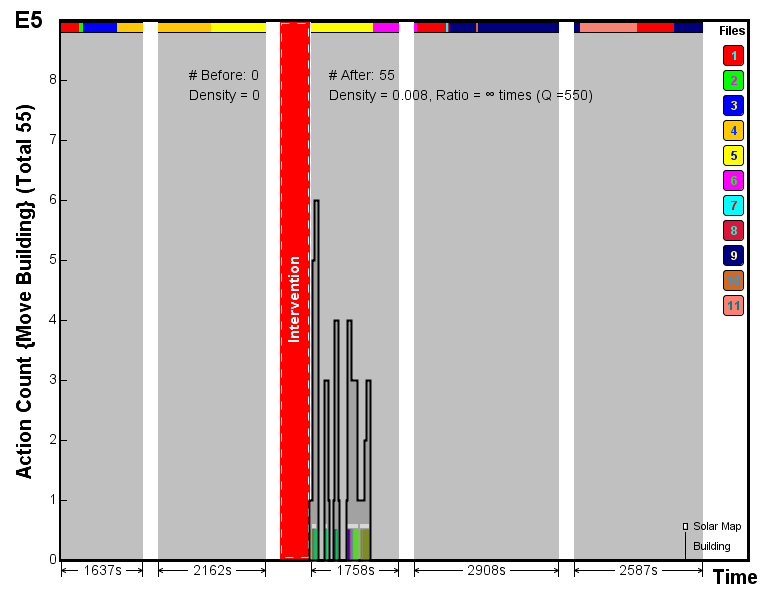 E5
Files
# Before: 0
Density = 0
# After: 55
Density = 0.008, Ratio = ∞ times (Q =550)
Action Count {Move Building} (Total 55)
8
7
6
5
4
3
2
1
0
Intervention
1
2
3
4
5
6
7
8
9
10
11
Solar Map
Building
1637s
2162s
1758s
2908s
2587s
Time